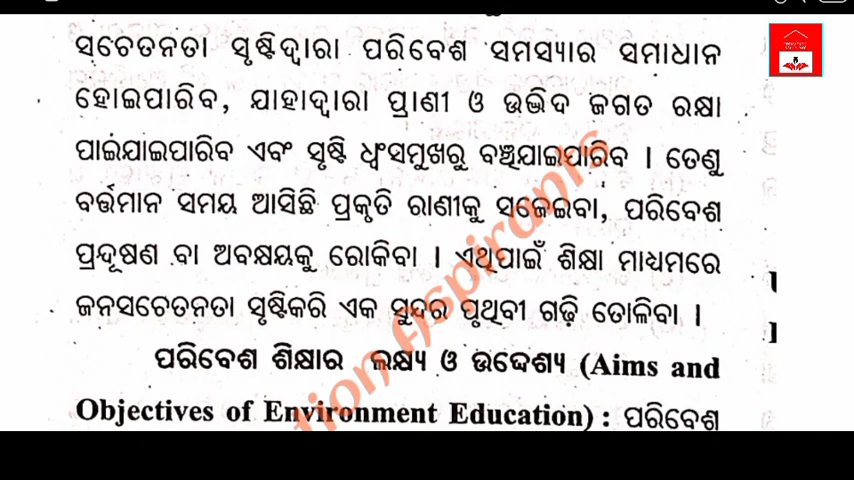 ସଚେତନତା ସୃଷ୍ଟିଦ୍ୱାରା ପରିବେଶ ସମସ୍ୟାର ସମାଧାନ
ହୋଇପାରିବ, ଯାହାଦ୍ୱାରା ପ୍ରାଣୀ ଓ ଉଦ୍ଭିଦ ଜଗତ ରକ୍ଷା
ପାଇଯାଇପାରିବ ଏବଂ ସୃଷ୍ଟି ଧ୍ୱଂସମୁଖରୁ ବଞ୍ଚିଯାଇପାରିବ । ତେଣୁ
ବର୍ତ୍ତମାନ ସମୟ ଆସିଛି ପ୍ରକୃତି ରାଣୀକୁ ସଜେଇବା, ପରିବେଶ
ପ୍ରଦୂଷଣ ବା ଅବକ୍ଷୟକୁ ରୋକିବା । ଏଥିପାଇଁ ଶିକ୍ଷା ମାଧ୍ୟମରେ
ଜନସଚେତନତା ସୃଷ୍ଟିକରି ଏକ ସୁନ୍ଦର ପୃଥିବୀ ଗଢ଼ି ତୋଳିବା ।
ପରିବେଶ ଶିକ୍ଷାର ଲକ୍ଷ୍ୟ ଓ ଉଦ୍ଦେଶ୍ୟ (Aims and
Objectives of Environment Education) : ପରିବେଶ
tion Aspirants